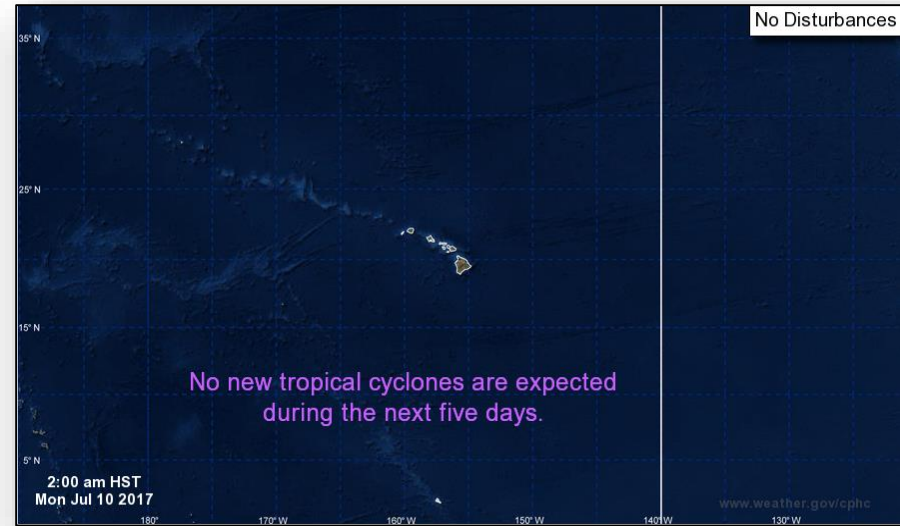 No Disturbances
35° N
25° N
15° N
No new tropical cyclones are expected
during the next five days.
5° N
2:00 am HST
Mon Jul 10 2017
www.weather.gov/cphc
180°
170° W
160° W
150° W
140° W
130° W